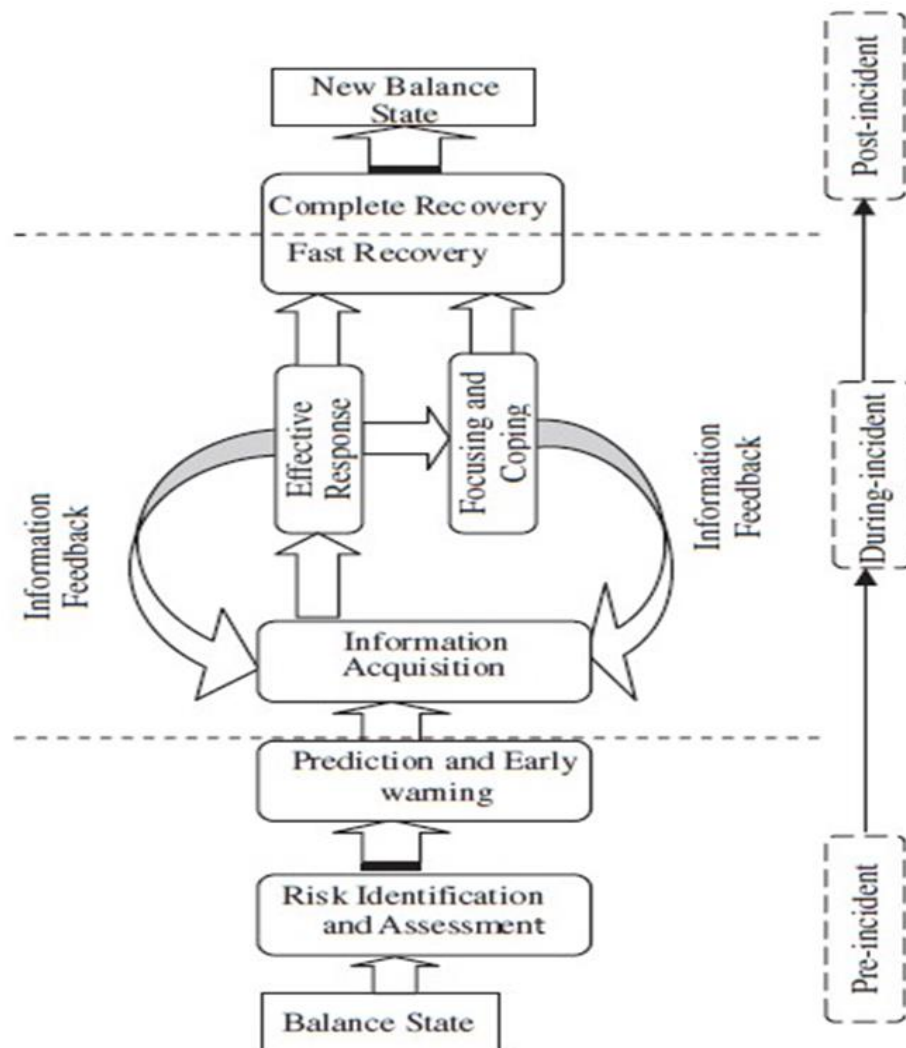 New Balance
State
Post-incident
Complete Recovery
Fast Recovery
Effective
Response
Focusing and
Coping
During-incident
Information
Feedback
Information
Feedback
Information
Acquisition
Prediction and Early
warning
Risk Identification
and Assessment
Pre-incident
Balance State